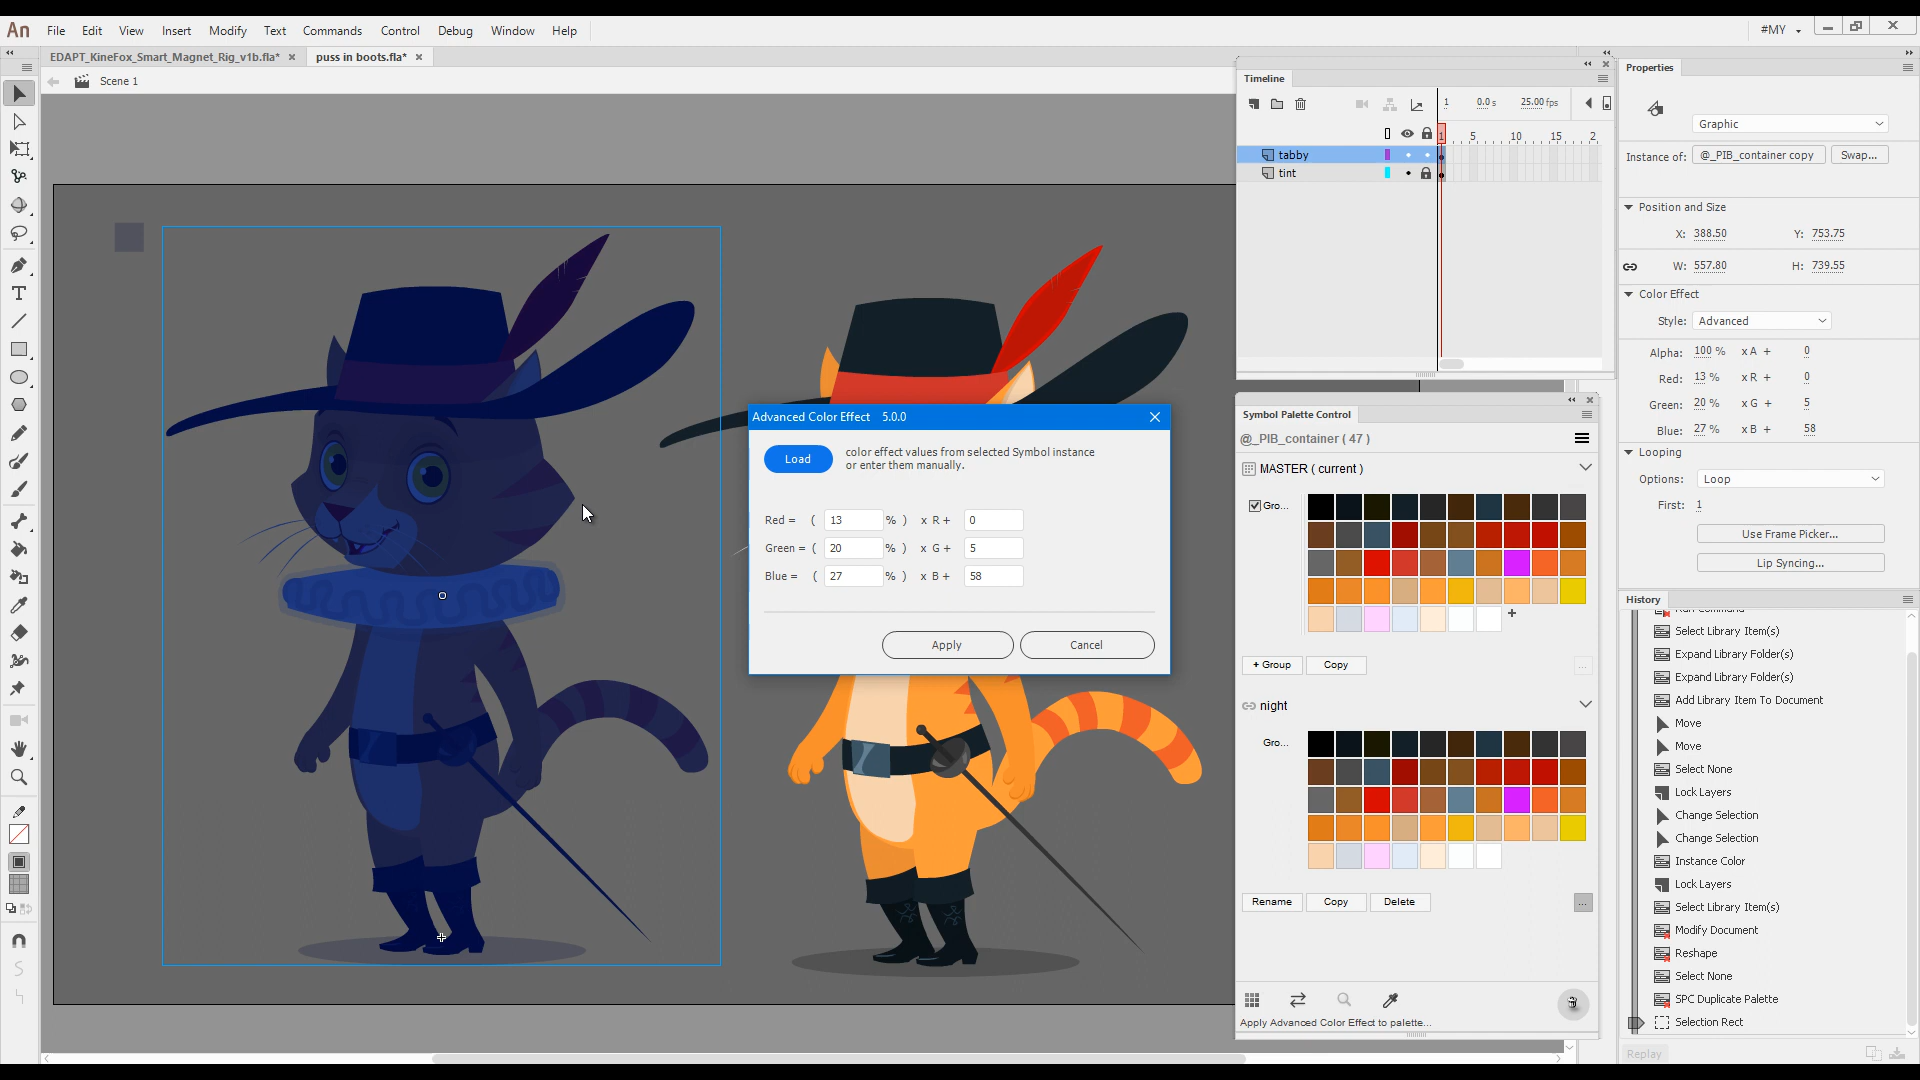 An File Edit View Insert Modify Text Commands Control Debug Window Help #MY
EDAPT_KineFox_Smart_Magnet_Rig_v1b.fla* puss in boots.fla*
Scene 1
Timeline
1 0.0 s 25.00 fps
1 5 10 15 2
tabby
tint
Properties
Graphic
Instance of: @_PIB_container copy Swap...
Position and Size
X: 388.50 Y: 753.75
W: 557.80 H: 739.55
Color Effect
Style: Advanced
Alpha: 100 % x A + 0
Red: 13 % x R + 0
Green: 20 % x G + 5
Blue: 27 % x B + 58
Looping
Options: Loop
First: 1
Use Frame Picker...
Lip Syncing...
Advanced Color Effect 5.0.0
Load color effect values from selected Symbol instance
or enter them manually.
Red = ( 13 % ) x R + 0
Green = ( 20 % ) x G + 5
Blue = ( 27 % ) x B + 58
Apply Cancel
Symbol Palette Control
@_PIB_container ( 47 )
MASTER ( current )
Gro...
+ Group Copy ...
night
Gro...
Rename Copy Delete ...
Apply Advanced Color Effect to palette...
History
Select Library Item(s)
Expand Library Folder(s)
Expand Library Folder(s)
Add Library Item To Document
Move
Move
Select None
Lock Layers
Change Selection
Change Selection
Instance Color
Lock Layers
Select Library Item(s)
Modify Document
Reshape
Select None
SPC Duplicate Palette
Selection Rect
Replay